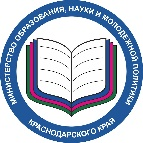 МИНИСТЕРСТВО ОБРАЗОВАНИЯ, НАУКИ И МОЛОДЕЖНОЙ ПОЛИТИКИ
КРАСНОДАРСКОГО КРАЯ